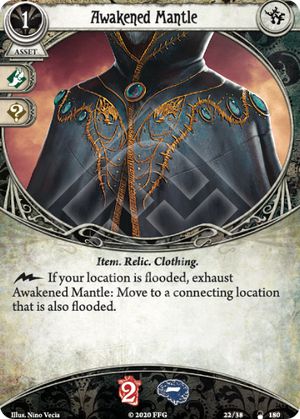 Awakened Mantle
1
ASSET
Item. Relic. Clothing.
If your location is flooded, exhaust
Awakened Mantle: Move to a connecting location
that is also flooded.
2
Illus. Nino Vecia
© 2020 FFG
22/38
180